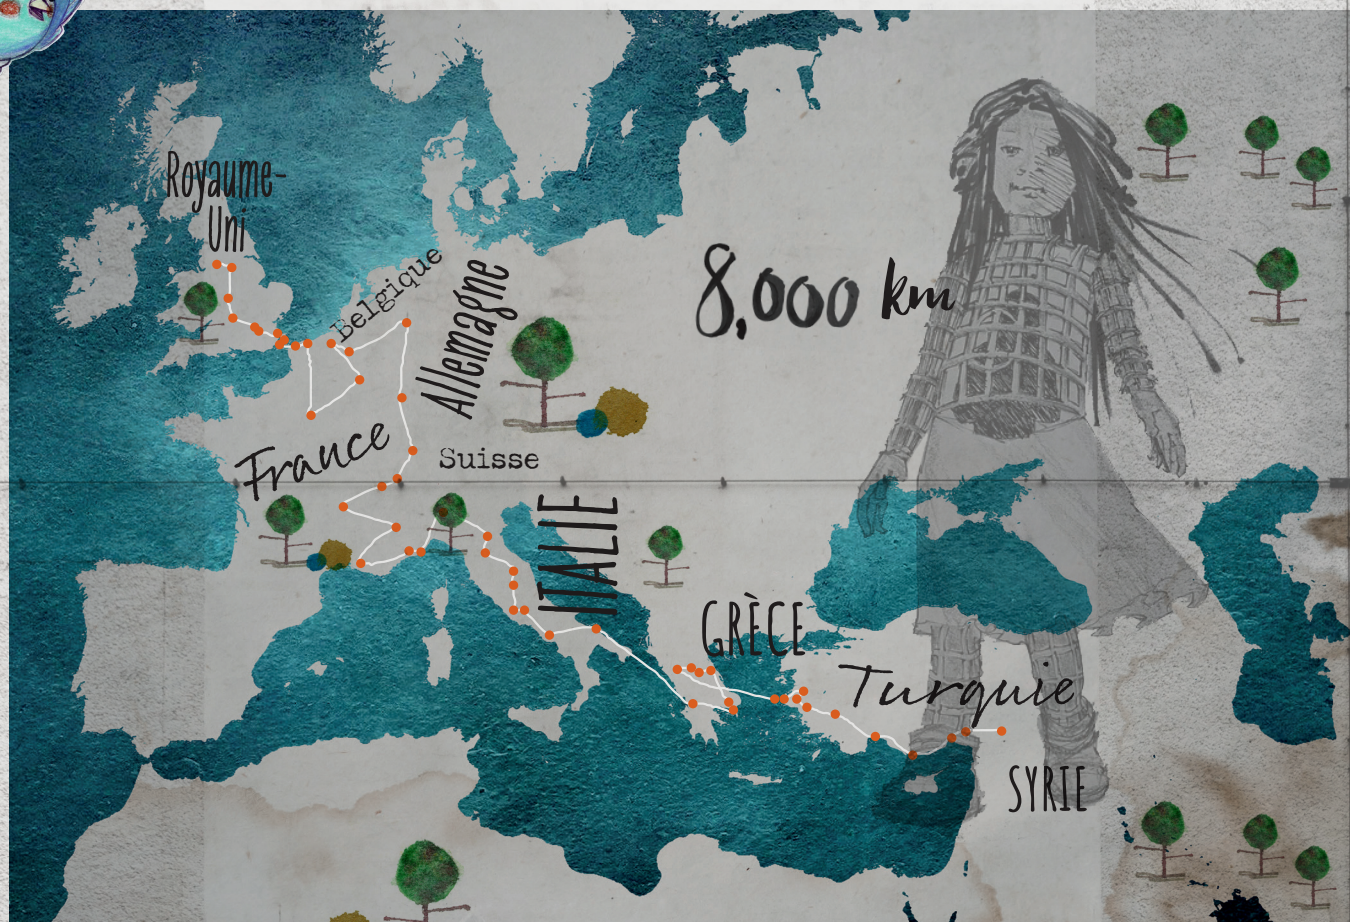 Royaume-
Uni
Belgique
Allemagne
8,000 km
France
Suisse
ITALIE
GRÈCE
Turquie
SYRIE